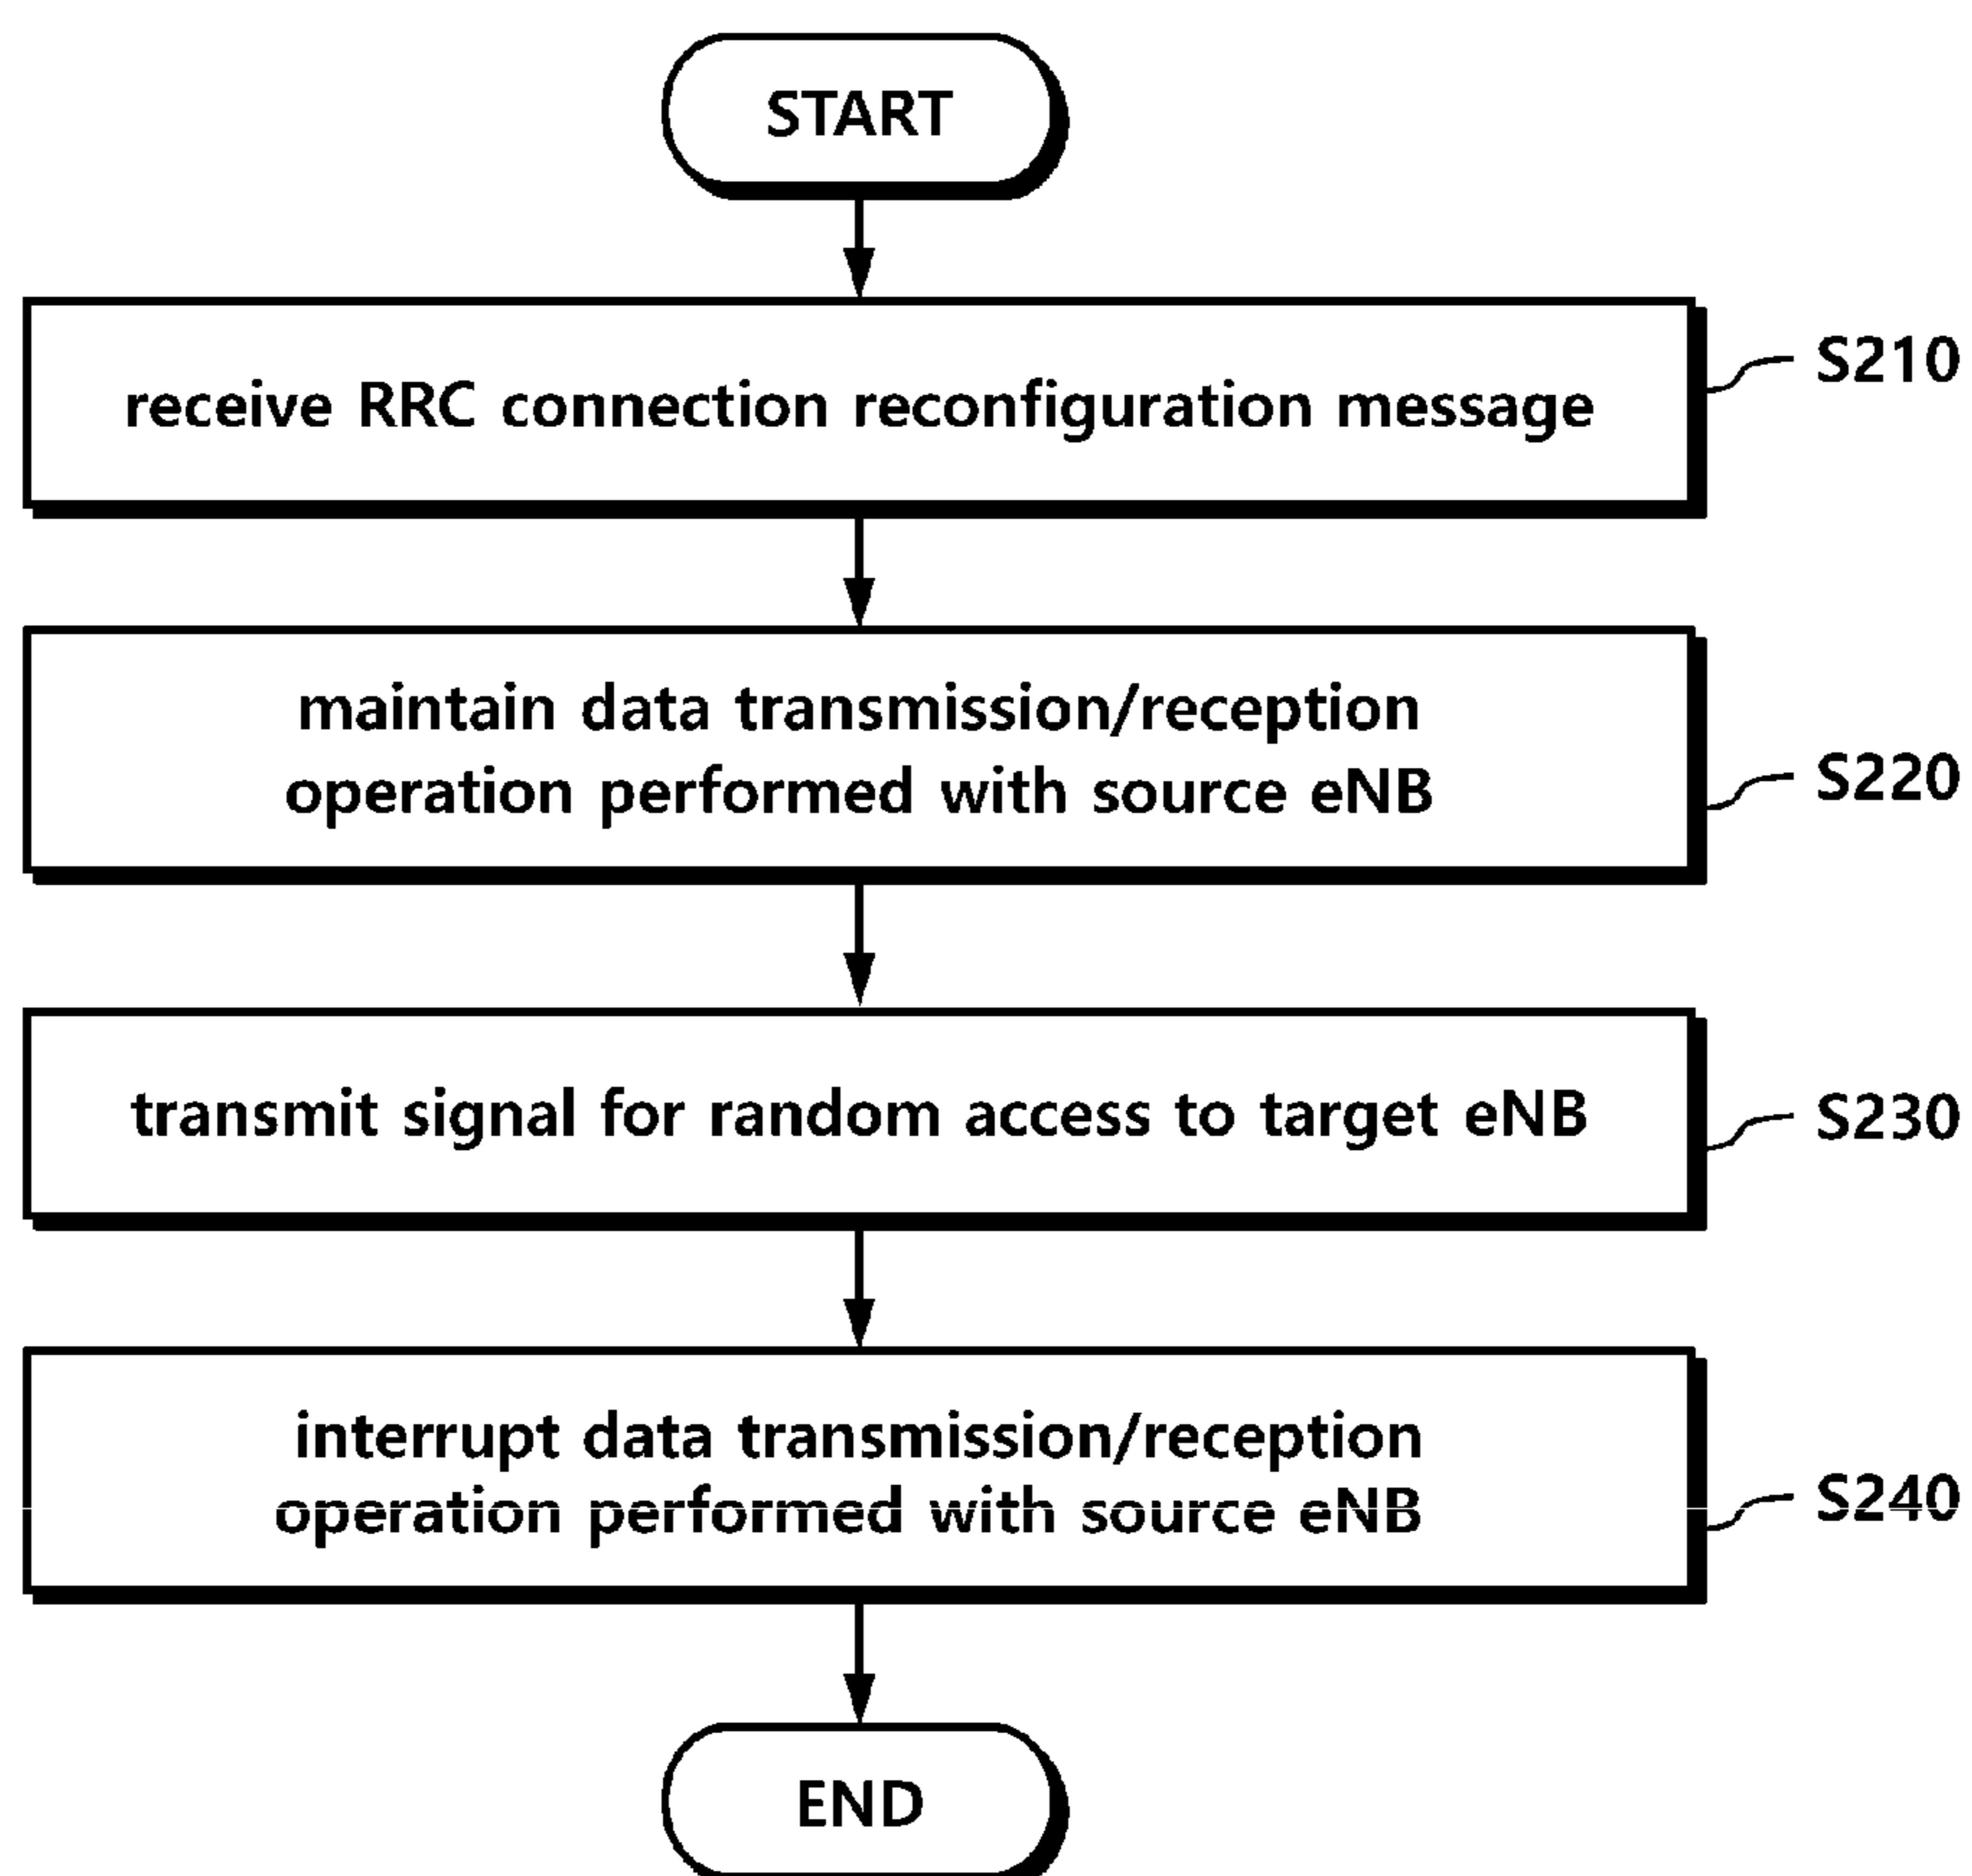 START
receive RRC connection reconfiguration message
S210
maintain data transmission/reception
operation performed with source eNB
S220
transmit signal for random access to target eNB
S230
interrupt data transmission/reception
operation performed with source eNB
S240
END